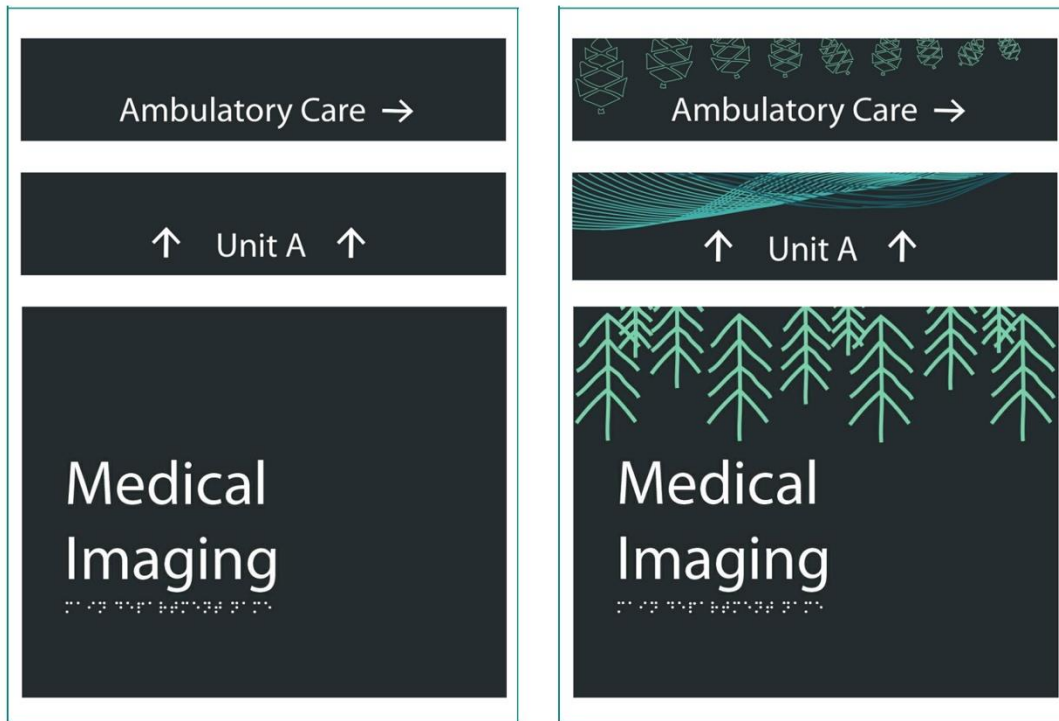 Ambulatory Care →
↑ Unit A ↑
Medical
Imaging
⠍⠁⠊⠝ ⠙⠑⠏⠁⠗⠞⠍⠑⠝⠞ ⠝⠁⠍⠑
Ambulatory Care →
↑ Unit A ↑
Medical
Imaging
⠍⠁⠊⠝ ⠙⠑⠏⠁⠗⠞⠍⠑⠝⠞ ⠝⠁⠍⠑